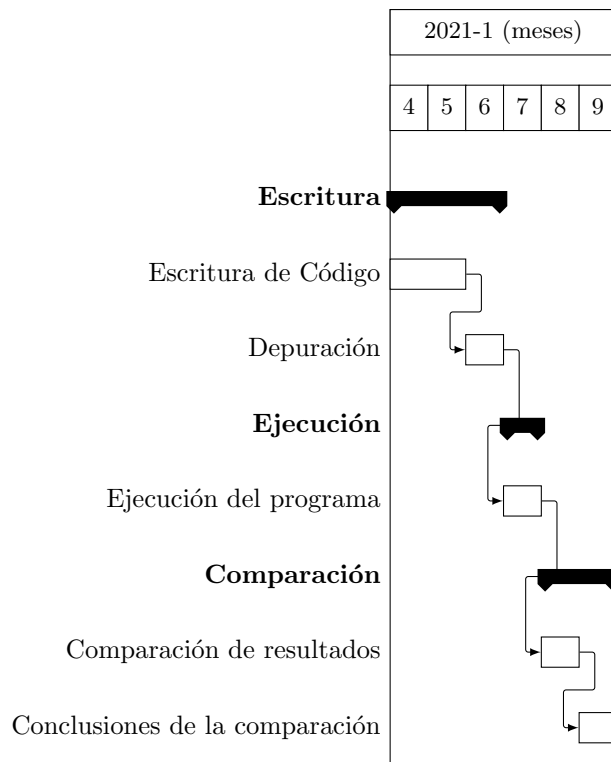 2021-1 (meses)
4 5 6 7 8 9
Escritura
Escritura de Código
Depuración
Ejecución
Ejecución del programa
Comparación
Comparación de resultados
Conclusiones de la comparación